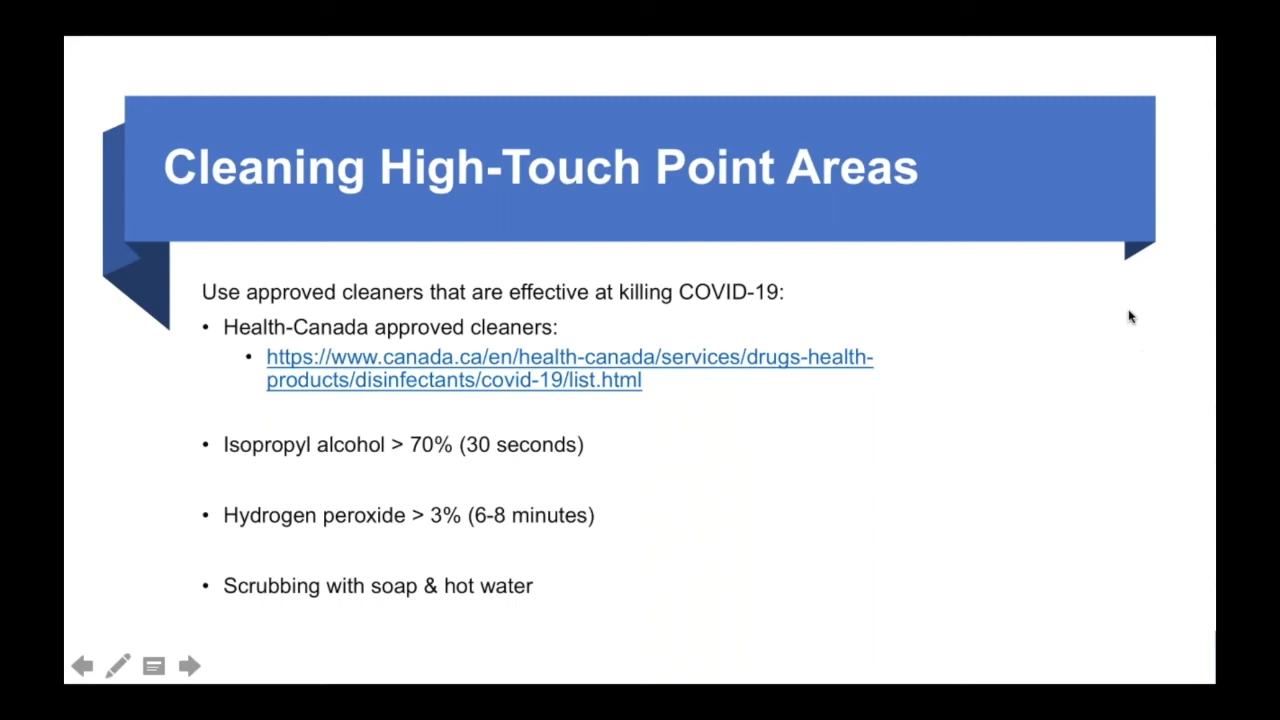 Cleaning High-Touch Point Areas
Use approved cleaners that are effective at killing COVID-19:
• Health-Canada approved cleaners:
• https://www.canada.ca/en/health-canada/services/drugs-health-
products/disinfectants/covid-19/list.html
• Isopropyl alcohol > 70% (30 seconds)
• Hydrogen peroxide > 3% (6-8 minutes)
• Scrubbing with soap & hot water